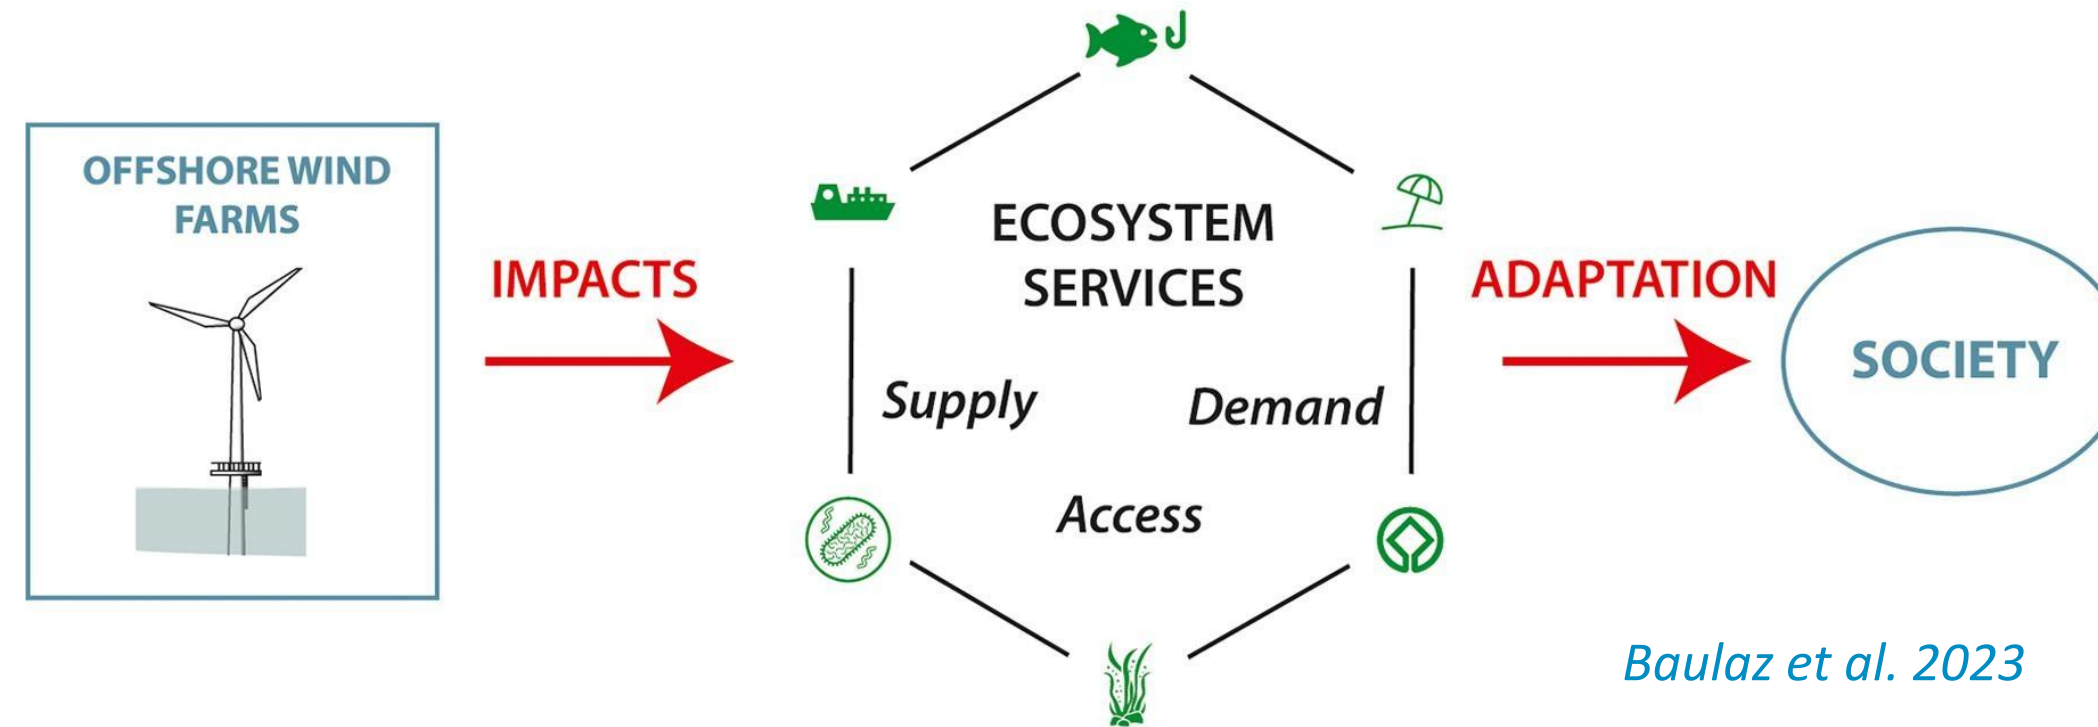 OFFSHORE WIND
FARMS
IMPACTS
ECOSYSTEM
SERVICES
Supply
Demand
Access
ADAPTATION
SOCIETY
Baulaz et al. 2023